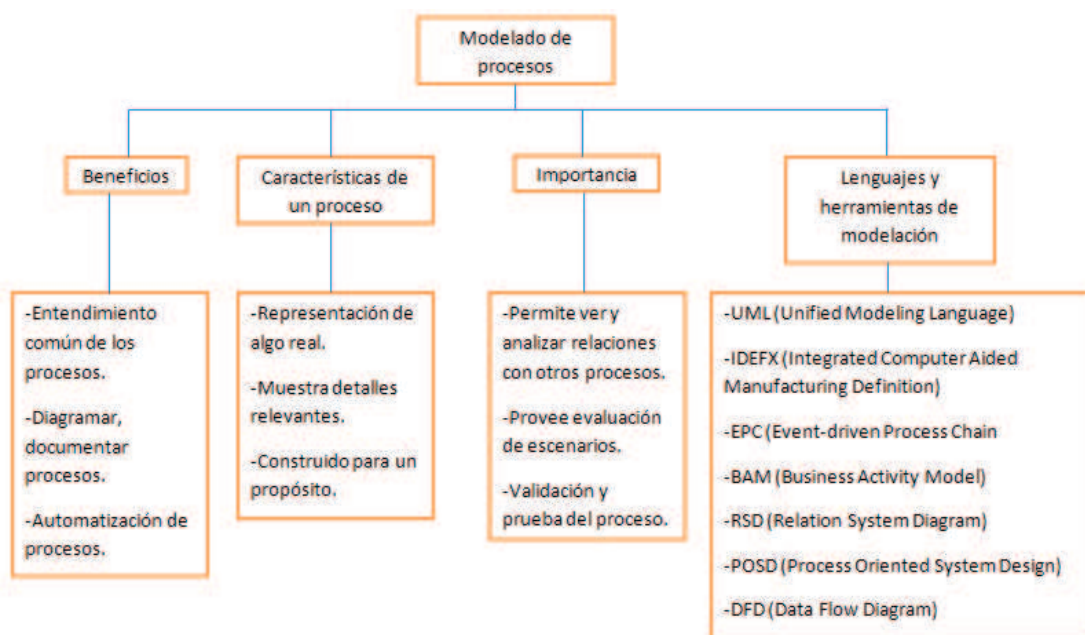 Modelado de
procesos
Beneficios
Características de
un proceso
Importancia
Lenguajes y
herramientas de
modelación
-Entendimiento
común de los
procesos.
-Diagramar,
documentar
procesos.
-Automatización de
procesos.
-Representación de
algo real.
-Muestra detalles
relevantes.
-Construido para un
propósito.
-Permite ver y
analizar relaciones
con otros procesos.
-Provee evaluación
de escenarios.
-Validación y
prueba del proceso.
-UML (Unified Modeling Language)
-IDEFX (Integrated Computer Aided
Manufacturing Definition)
-EPC (Event-driven Process Chain
-BAM (Business Activity Model)
-RSD (Relation System Diagram)
-POSD (Process Oriented System Design)
-DFD (Data Flow Diagram)